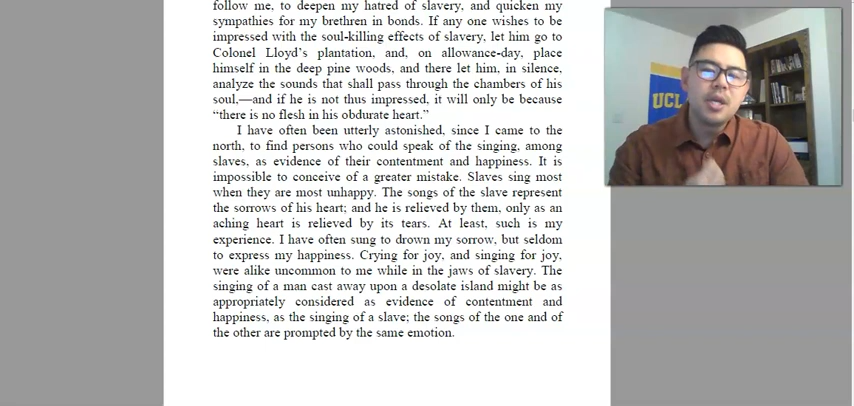 follow me, to deepen my hatred of slavery, and quicken my
sympathies for my brethren in bonds. If any one wishes to be
impressed with the soul-killing effects of slavery, let him go to
Colonel Lloyd’s plantation, and, on allowance-day, place
himself in the deep pine woods, and there let him, in silence,
analyze the sounds that shall pass through the chambers of his
soul,—and if he is not thus impressed, it will only be because
“there is no flesh in his obdurate heart.”
I have often been utterly astonished, since I came to the
north, to find persons who could speak of the singing, among
slaves, as evidence of their contentment and happiness. It is
impossible to conceive of a greater mistake. Slaves sing most
when they are most unhappy. The songs of the slave represent
the sorrows of his heart; and he is relieved by them, only as an
aching heart is relieved by its tears. At least, such is my
experience. I have often sung to drown my sorrow, but seldom
to express my happiness. Crying for joy, and singing for joy,
were alike uncommon to me while in the jaws of slavery. The
singing of a man cast away upon a desolate island might be as
appropriately considered as evidence of contentment and
happiness, as the singing of a slave; the songs of the one and of
the other are prompted by the same emotion.
UCL